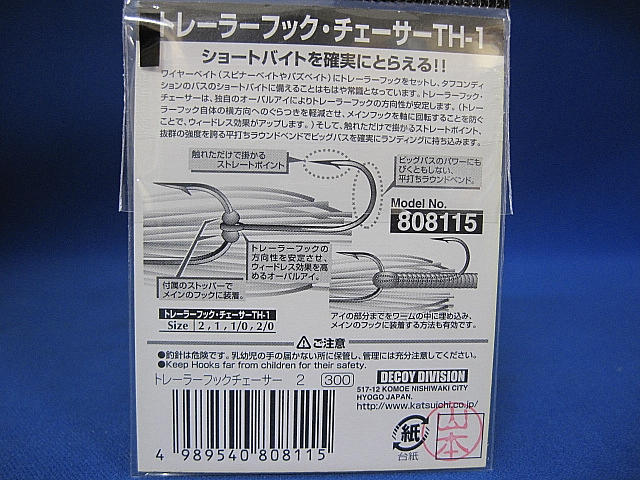 トレーラーフック・チェーサーTH-1
ショートバイトを確実にとらえる!!
ワイヤーベイト（スピナーベイトやバズベイト）にトレーラーフックをセットし、タフコンディ
ションのバスのショートバイトに備えることはもはや常識となっています。トレーラーフック・
チェーサーは、独自のオーバルアイによりトレーラーフックの方向性が安定します。（トレー
ラーフック自体の横方向へのぐらつきを軽減させ、メインフックを軸に回転することを防ぐ
ことで、ウィードレス効果がアップします。）そして、触れただけで掛かるストレートポイント、
抜群の強度を誇る平打ちラウンドベンドでビッグバスを確実にランディングに持ち込みます。
触れただけで掛かる
ストレートポイント
ビッグバスのパワーにも
びくともしない、
平打ちラウンドベンド。
Model No.
808115
トレーラーフックの
方向性を安定させ、
ウィードレス効果を高
めるオーバルアイ。
付属のストッパーで
メインのフックに装着。
トレーラーフック・チェーサーTH-1
Size 2, 1, 1/0, 2/0
アイの部分までをワームの中に埋め込み、
メインのフックに装着する方法も有効です。
⚠ご注意
●釣針は危険です。乳幼児の手の届かない所に保管し、管理には充分注意してください。
●Keep Hooks far from children for their safety.
トレーラーフックチェーサー 2 300
DECOY DIVISION
517-12 KOMOE NISHIWAKI CITY
HYOGO JAPAN.
http://www.katsuichi.co.jp/
紙
台紙
山本
4 989540 808115